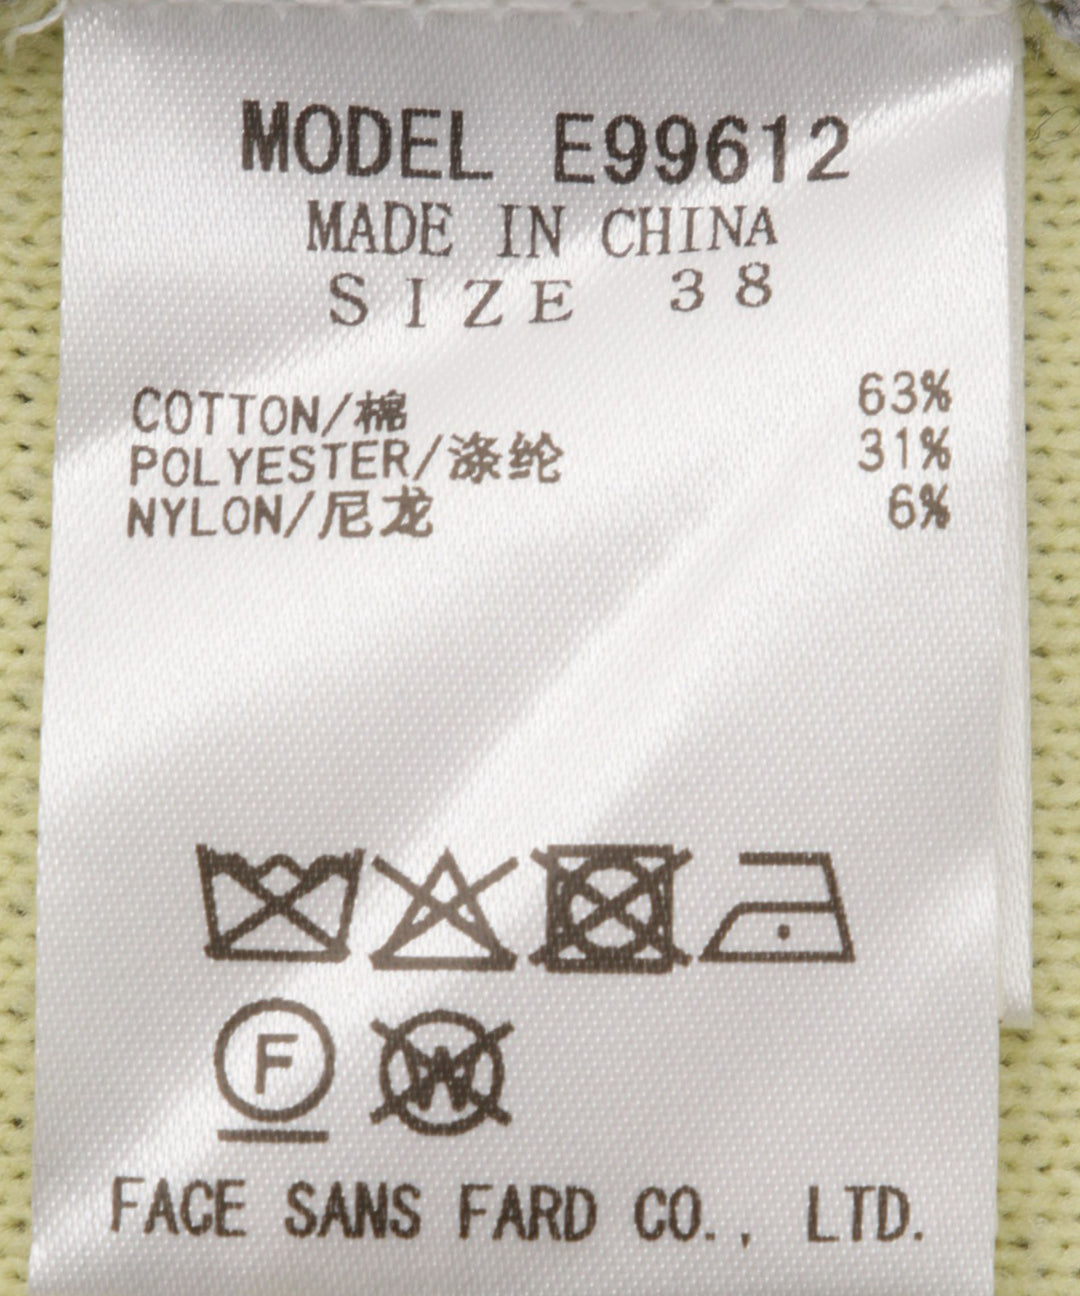 MODEL E99612
MADE IN CHINA
SIZE 38
COTTON/棉 63%
POLYESTER/涤纶 31%
NYLON/尼龙 6%
F W
FACE SANS FARD CO., LTD.